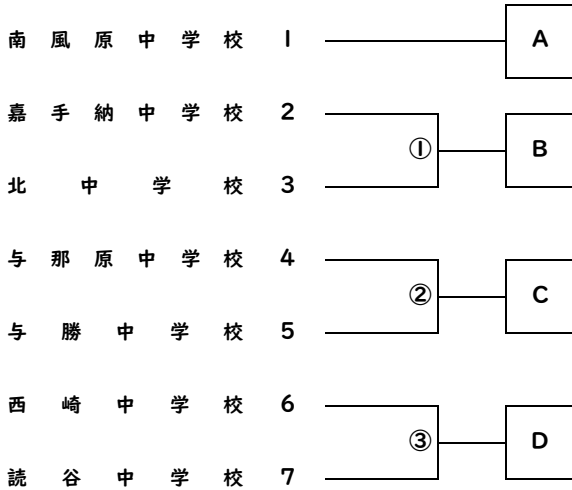 南風原中学校 1 A
嘉手納中学校 2
① B
北中学校 3
与那原中学校 4
② C
与勝中学校 5
西崎中学校 6
③ D
読谷中学校 7